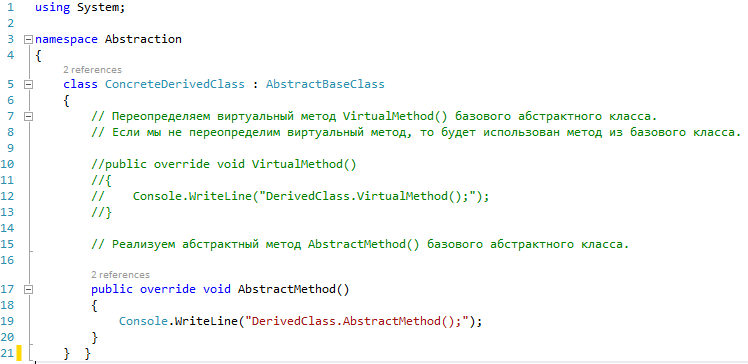 1 using System;
2
3 namespace Abstraction
4 {
2 references
5 class ConcreteDerivedClass : AbstractBaseClass
6 {
7 // Переопределяем виртуальный метод VirtualMethod() базового абстрактного класса.
8 // Если мы не переопределим виртуальный метод, то будет использован метод из базового класса.
9
10 //public override void VirtualMethod()
11 //{
12 //    Console.WriteLine("DerivedClass.VirtualMethod();");
13 //}
14
15 // Реализуем абстрактный метод AbstractMethod() базового абстрактного класса.
16
2 references
17 public override void AbstractMethod()
18 {
19 Console.WriteLine("DerivedClass.AbstractMethod();");
20 }
21 }  }